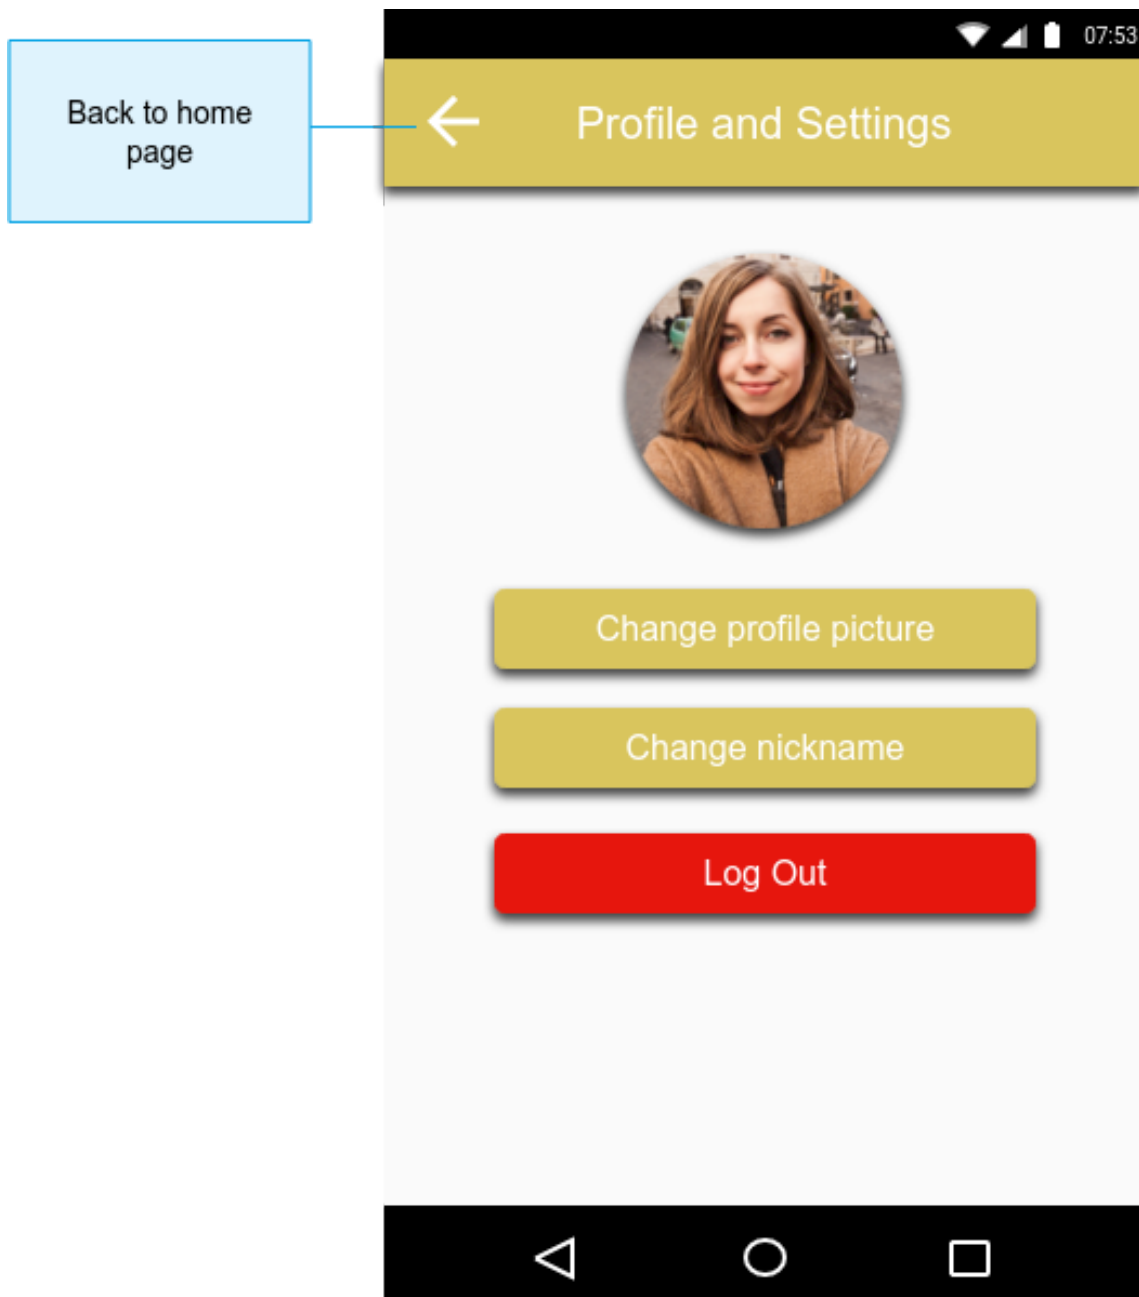 07:53
Back to home
page
Profile and Settings
Change profile picture
Change nickname
Log Out